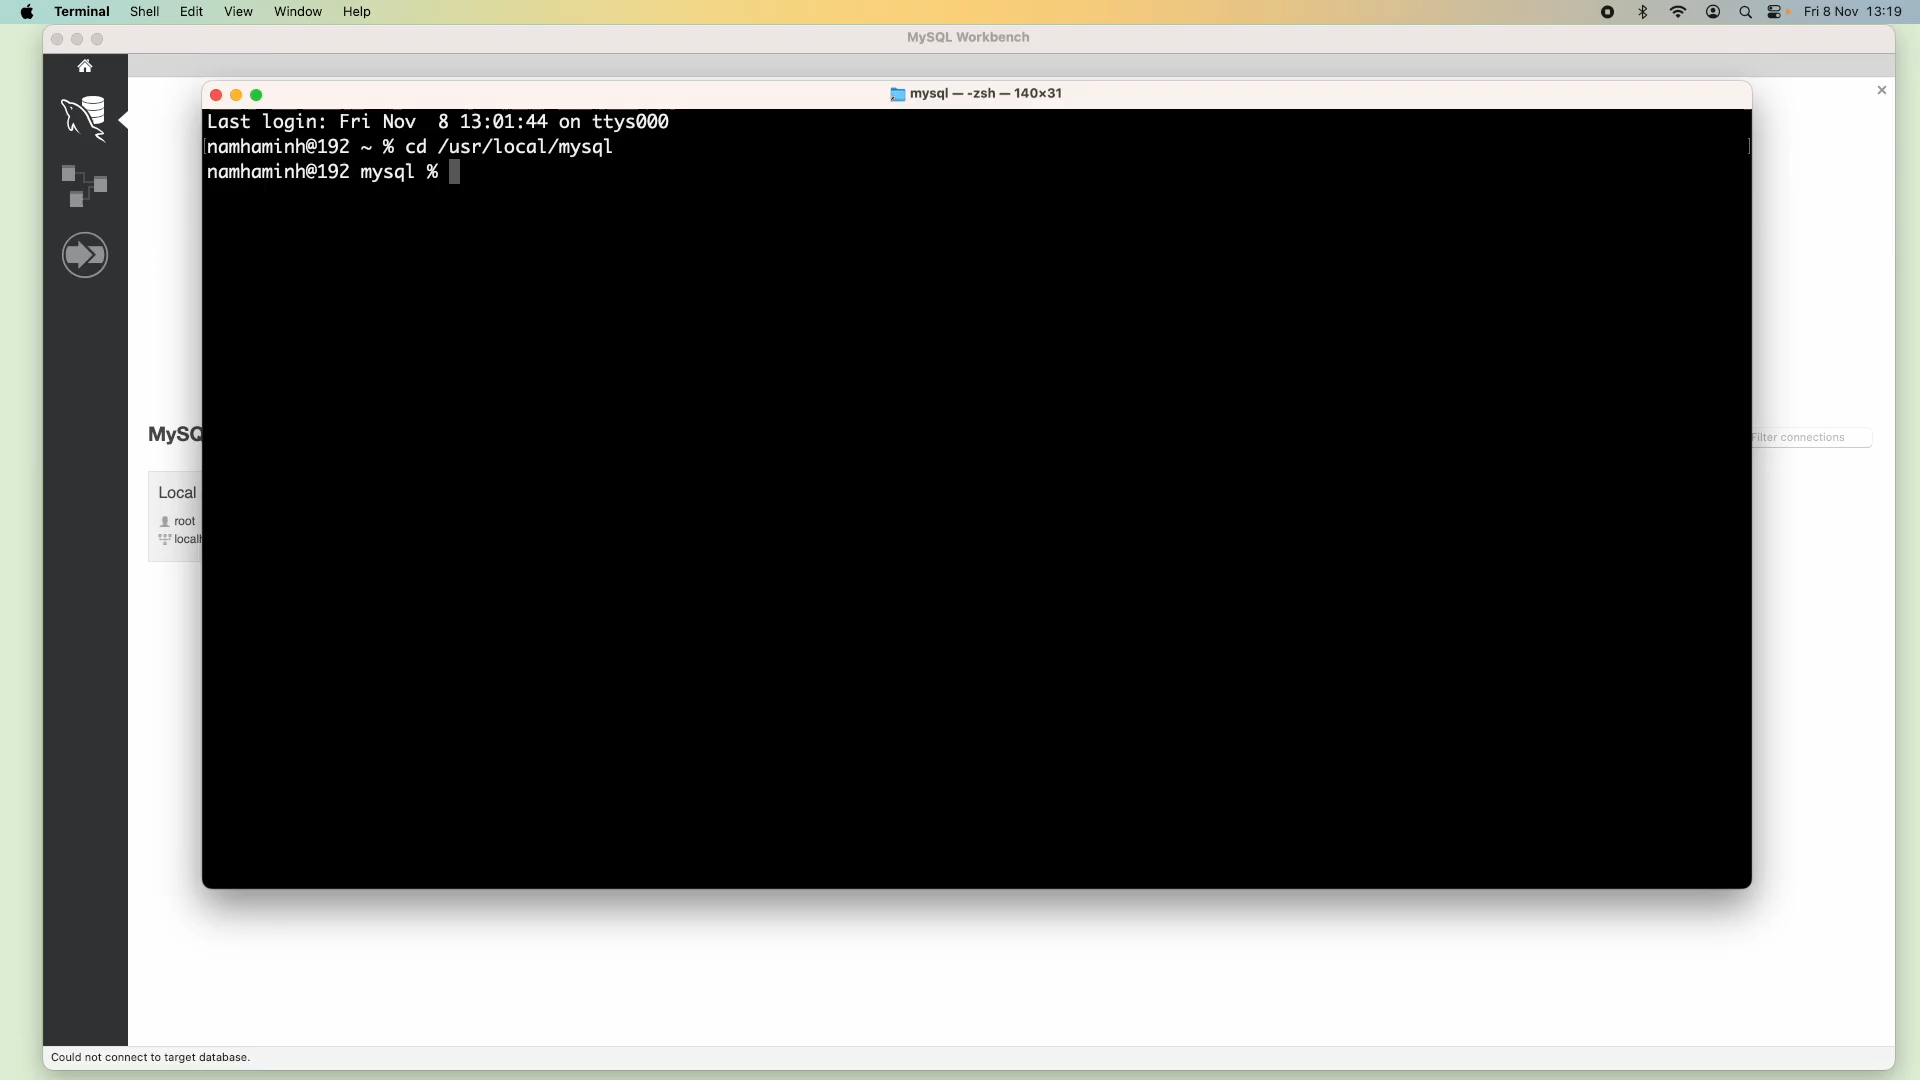 Terminal Shell Edit View Window Help Fri 8 Nov 13:19
MySQL Workbench
mysql — -zsh — 140×31
Last login: Fri Nov  8 13:01:44 on ttys000
namhaminh@192 ~ % cd /usr/local/mysql
namhaminh@192 mysql %
MySQ
Filter connections
Local
root
localh
Could not connect to target database.